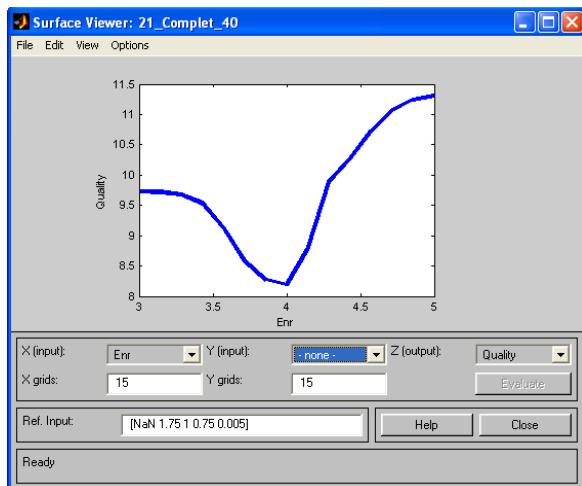 Surface Viewer: 21_Complet_40
File Edit View Options
11.5
11
10.5
10
9.5
9
8.5
8
Quality
3 3.5 4 4.5 5
Enr
X (input): Enr Y (input): - none - Z (output): Quality
X grids: 15 Y grids: 15 Evaluate
Ref. Input: [NaN 1.75 1 0.75 0.005] Help Close
Ready